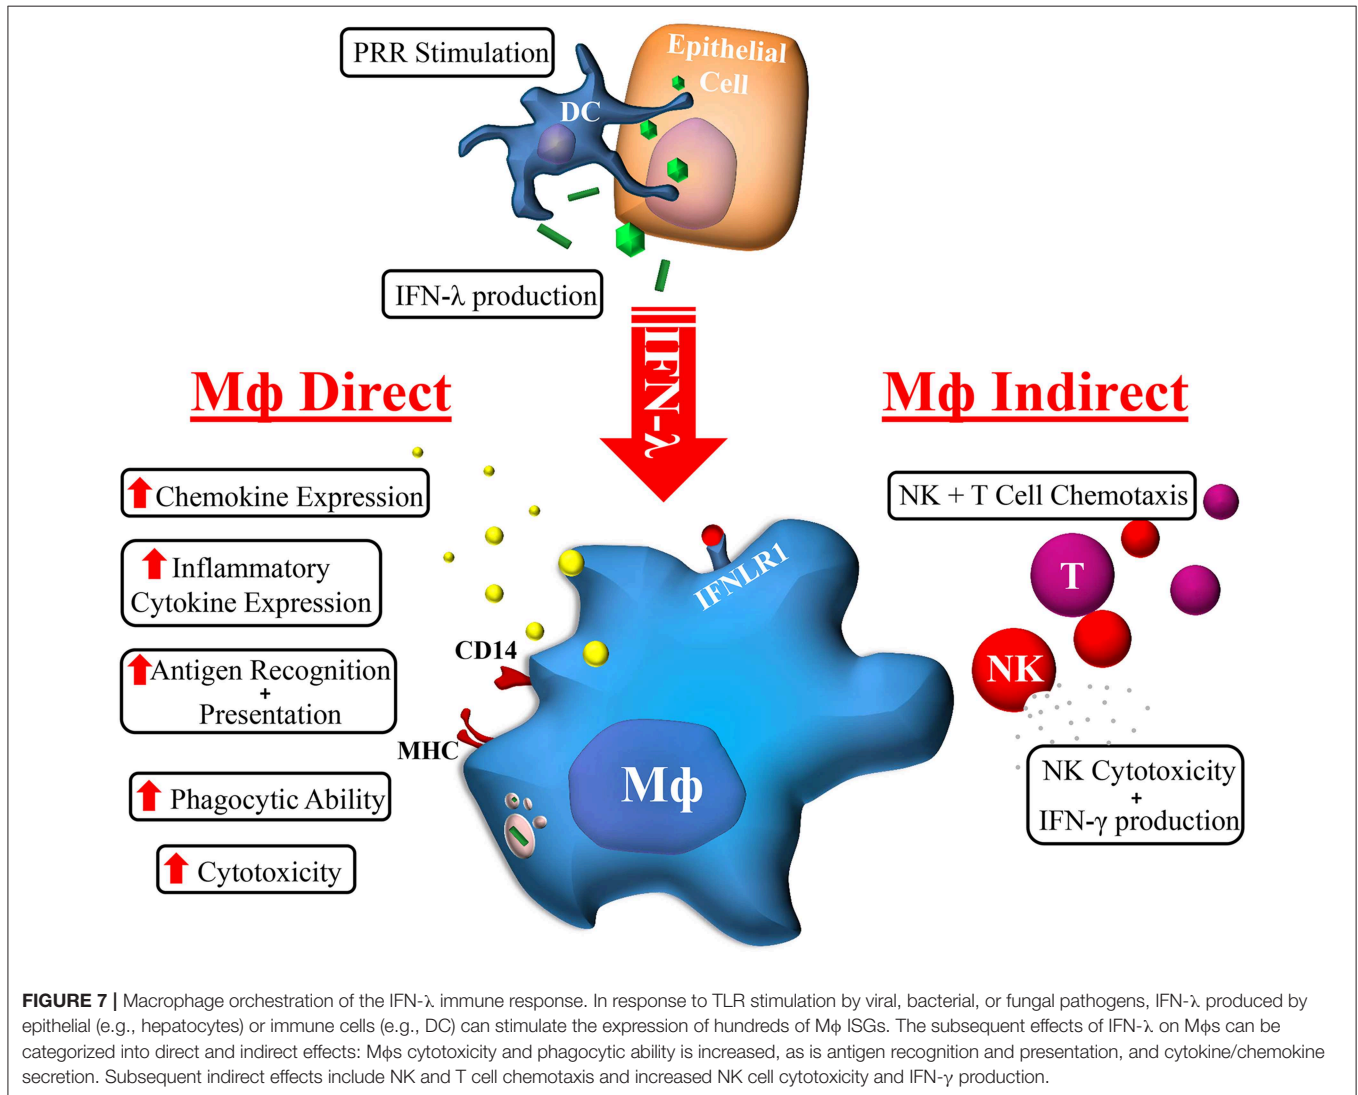 PRR Stimulation
Epithelial
Cell
DC
IFN-λ production
IFN-λ
Mϕ Direct
Mϕ Indirect
Chemokine Expression
Inflammatory
Cytokine Expression
Antigen Recognition
+
Presentation
Phagocytic Ability
Cytotoxicity
CD14
MHC
IFNLR1
Mϕ
NK + T Cell Chemotaxis
T
NK
NK Cytotoxicity
+
IFN-γ production
FIGURE 7 | Macrophage orchestration of the IFN-λ immune response. In response to TLR stimulation by viral, bacterial, or fungal pathogens, IFN-λ produced by
epithelial (e.g., hepatocytes) or immune cells (e.g., DC) can stimulate the expression of hundreds of Mϕ ISGs. The subsequent effects of IFN-λ on Mϕs can be
categorized into direct and indirect effects: Mϕs cytotoxicity and phagocytic ability is increased, as is antigen recognition and presentation, and cytokine/chemokine
secretion. Subsequent indirect effects include NK and T cell chemotaxis and increased NK cell cytotoxicity and IFN-γ production.